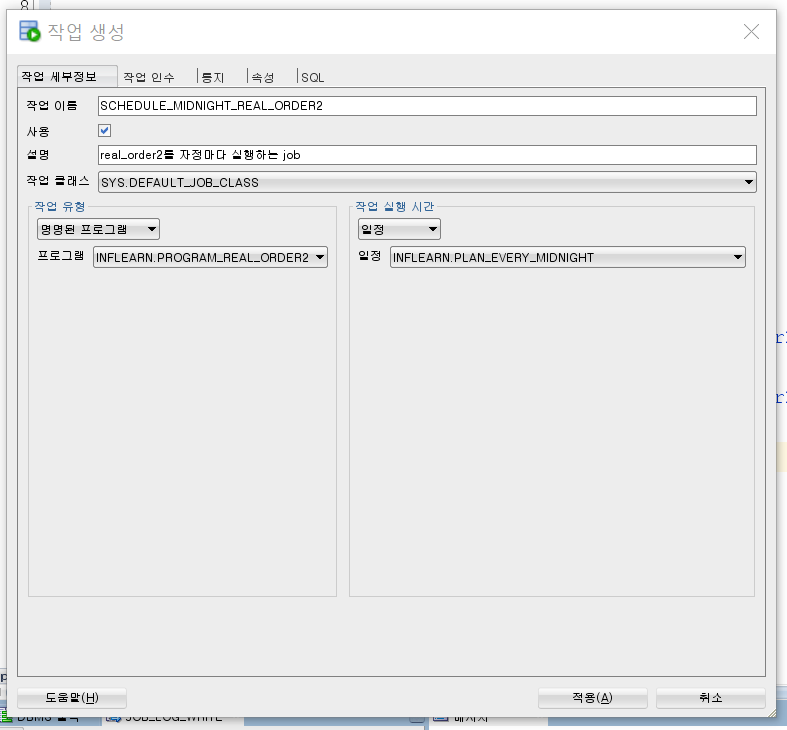 작업 생성
작업 세부정보 작업 인수 통지 속성 SQL
작업 이름 SCHEDULE_MIDNIGHT_REAL_ORDER2
사용
설명 real_order2를 자정마다 실행하는 job
작업 클래스 SYS.DEFAULT_JOB_CLASS
작업 유형 작업 실행 시간
명명된 프로그램 일정
프로그램 INFLEARN.PROGRAM_REAL_ORDER2 일정 INFLEARN.PLAN_EVERY_MIDNIGHT
도움말(H) 적용(A) 취소